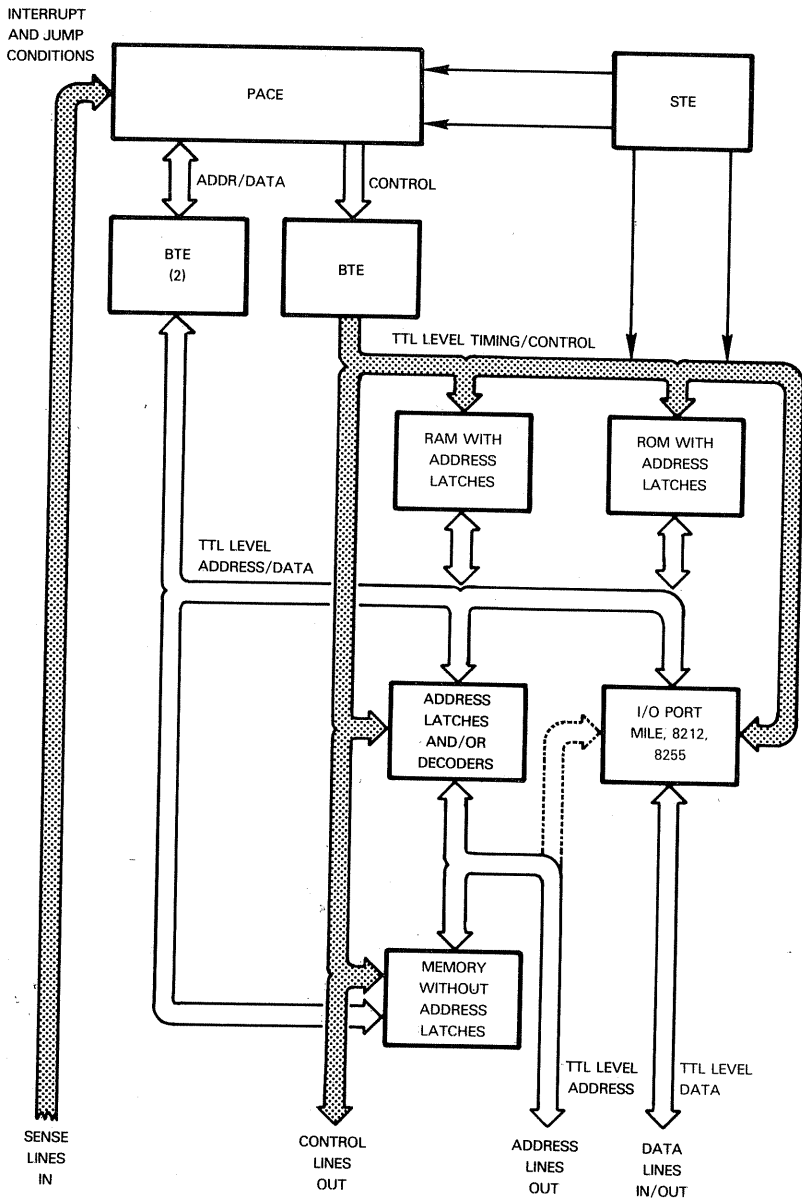 INTERRUPT
AND JUMP
CONDITIONS
PACE
STE
ADDR/DATA
CONTROL
BTE
(2)
BTE
TTL LEVEL TIMING/CONTROL
RAM WITH
ADDRESS
LATCHES
ROM WITH
ADDRESS
LATCHES
TTL LEVEL
ADDRESS/DATA
ADDRESS
LATCHES
AND/OR
DECODERS
I/O PORT
MILE, 8212,
8255
MEMORY
WITHOUT
ADDRESS
LATCHES
TTL LEVEL
ADDRESS
TTL LEVEL
DATA
SENSE
LINES
IN
CONTROL
LINES
OUT
ADDRESS
LINES
OUT
DATA
LINES
IN/OUT